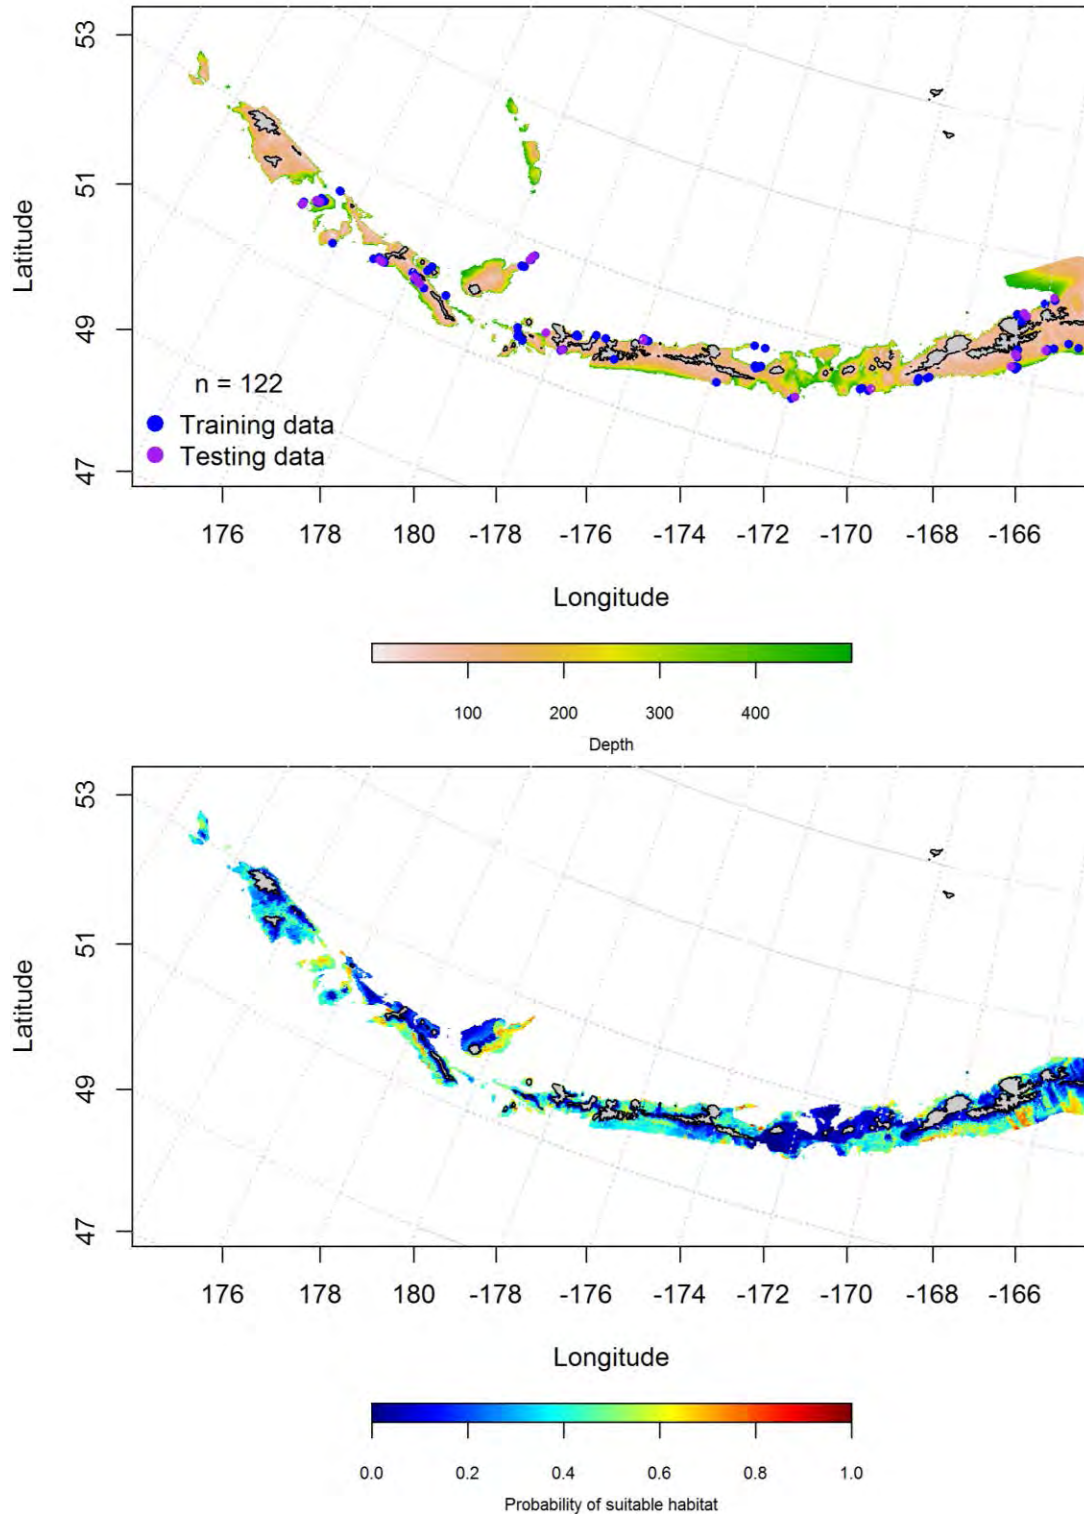 53
51
49
47
Latitude
n = 122
Training data
Testing data
176 178 180 -178 -176 -174 -172 -170 -168 -166
Longitude
100 200 300 400
Depth
53
51
49
47
Latitude
176 178 180 -178 -176 -174 -172 -170 -168 -166
Longitude
0.0 0.2 0.4 0.6 0.8 1.0
Probability of suitable habitat